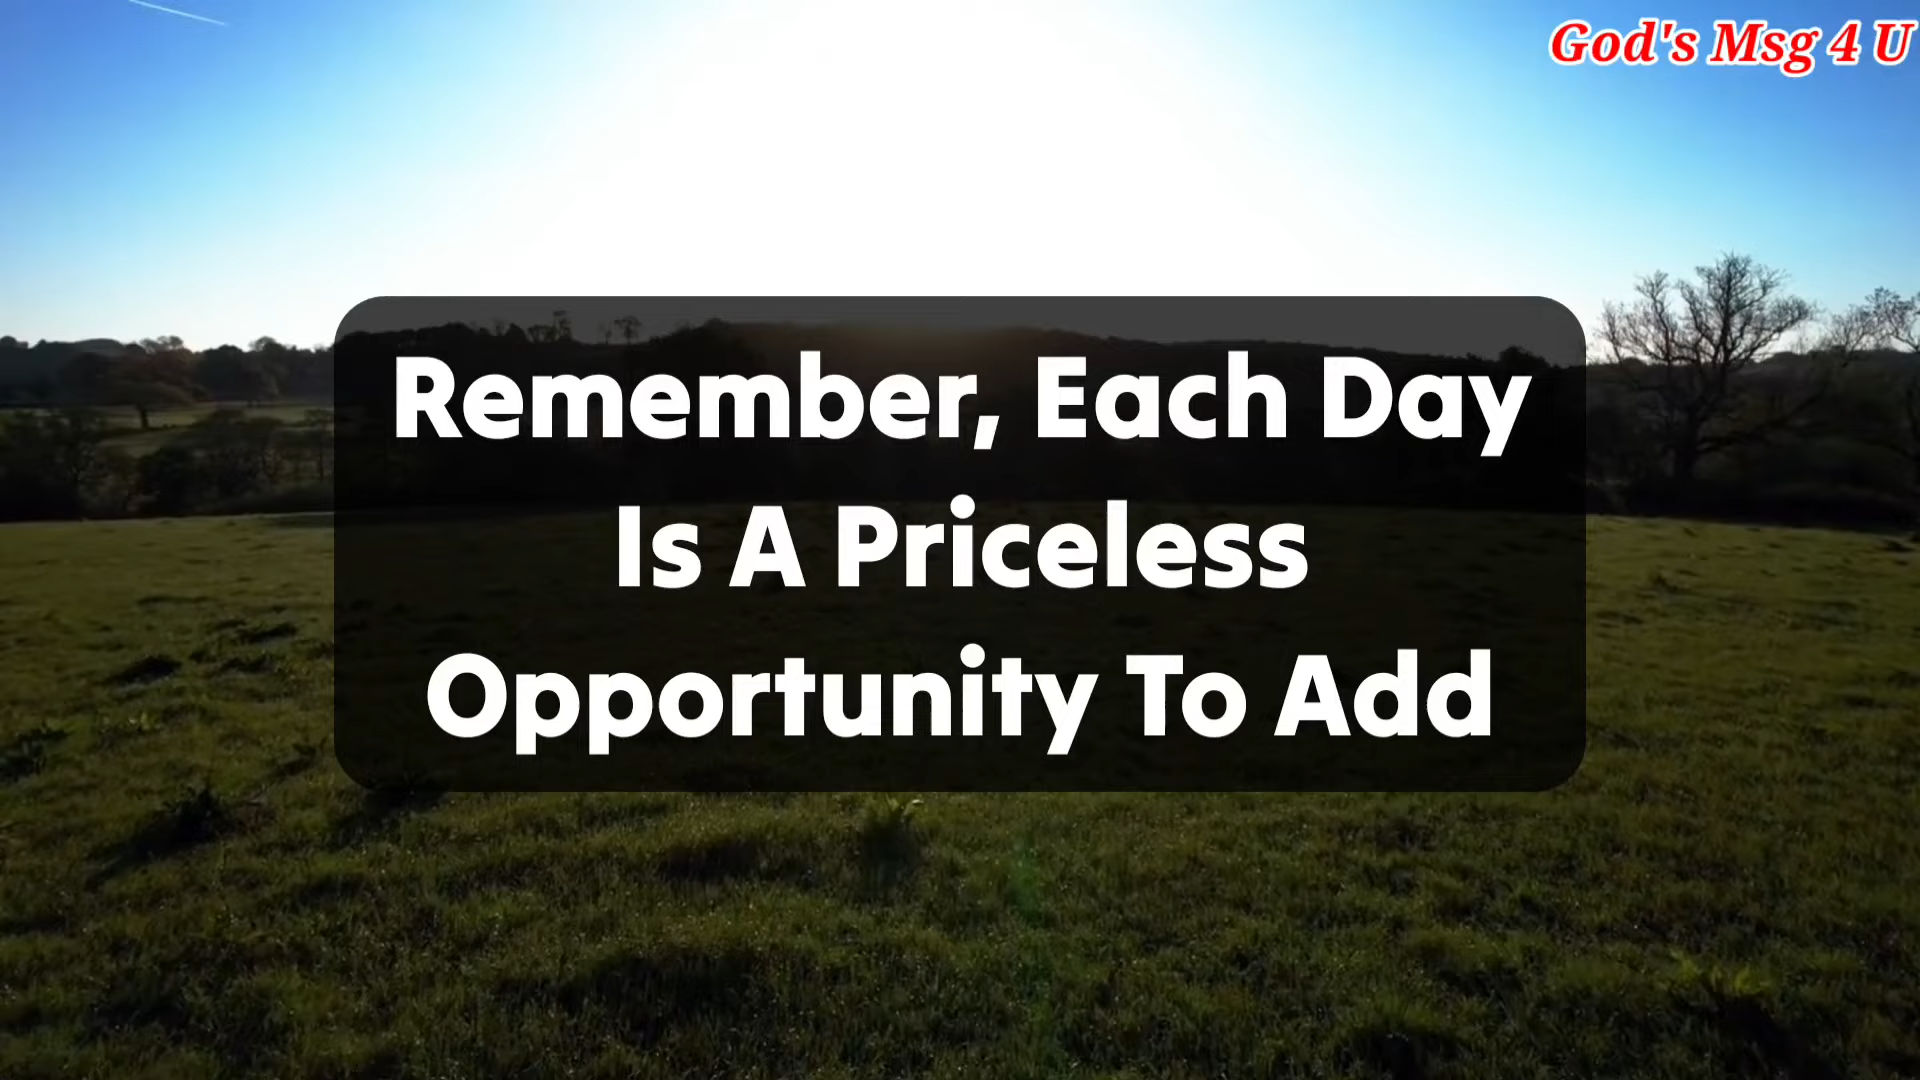 God's Msg 4 U
Remember, Each Day
Is A Priceless
Opportunity To Add